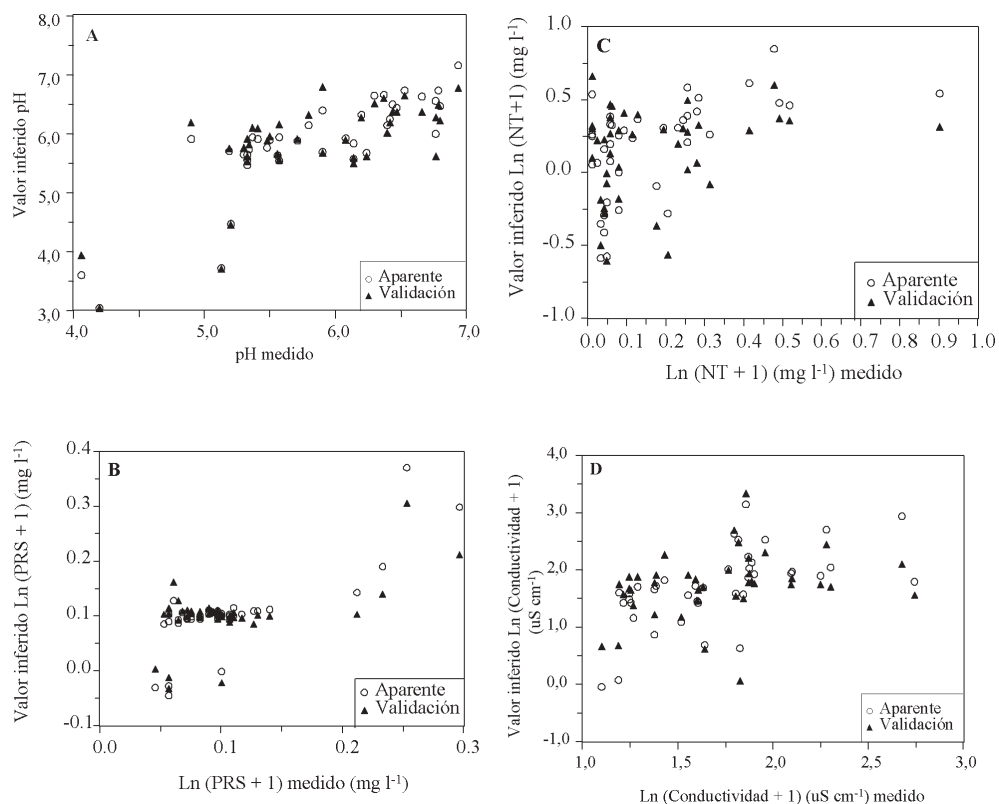 A
8,0
7,0
6,0
5,0
4,0
3,0
Valor inferido pH
Aparente
Validación
4,0 5,0 6,0 7,0
pH medido
C
1.0
0.5
0.0
-0.5
-1.0
Valor inferido Ln (NT+1) (mg l-1)
Aparente
Validación
0.0 0.1 0.2 0.3 0.4 0.5 0.6 0.7 0.8 0.9 1.0
Ln (NT + 1) (mg l-1) medido
B
0.4
0.3
0.2
0.1
0.0
-0.1
Valor inferido Ln (PRS + 1) (mg l-1)
Aparente
Validación
0.0 0.1 0.2 0.3
Ln (PRS + 1) medido (mg l-1)
D
4,0
3,0
2,0
1,0
0,0
-1,0
Valor inferido Ln (Conductividad + 1)
(uS cm-1)
Aparente
Validación
1,0 1,5 2,0 2,5 3,0
Ln (Conductividad + 1) (uS cm-1) medido